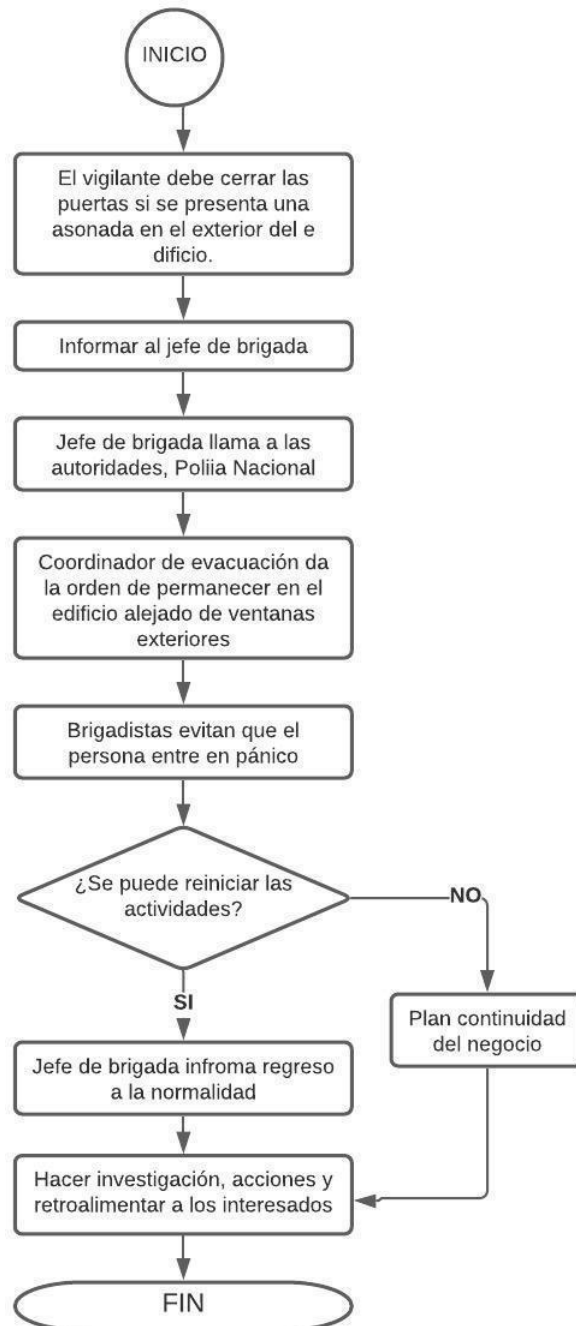 INICIO
El vigilante debe cerrar las
puertas si se presenta una
asonada en el exterior del e
dificio.
Informar al jefe de brigada
Jefe de brigada llama a las
autoridades, Poliia Nacional
Coordinador de evacuación da
la orden de permanecer en el
edificio alejado de ventanas
exteriores
Brigadistas evitan que el
persona entre en pánico
¿Se puede reiniciar las
actividades?
NO
SI
Plan continuidad
del negocio
Jefe de brigada infroma regreso
a la normalidad
Hacer investigación, acciones y
retroalimentar a los interesados
FIN